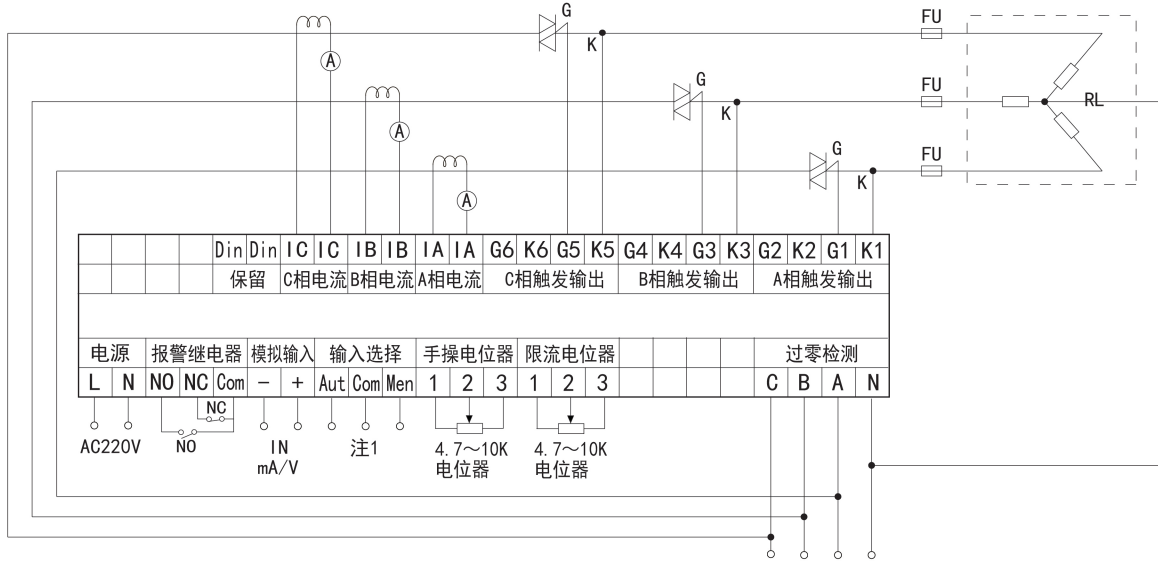 G
FU
A
K
G
FU
RL
A
K
G
FU
K
A
Din Din IC IC IB IB IA IA G6 K6 G5 K5 G4 K4 G3 K3 G2 K2 G1 K1
保留 C相电流 B相电流 A相电流 C相触发输出 B相触发输出 A相触发输出
电源 报警继电器 模拟输入 输入选择 手操电位器 限流电位器 过零检测
L N NO NC Com - + Aut Com Men 1 2 3 1 2 3 C B A N
NC
AC220V NO IN 注1 4.7～10K 4.7～10K
mA/V 电位器 电位器